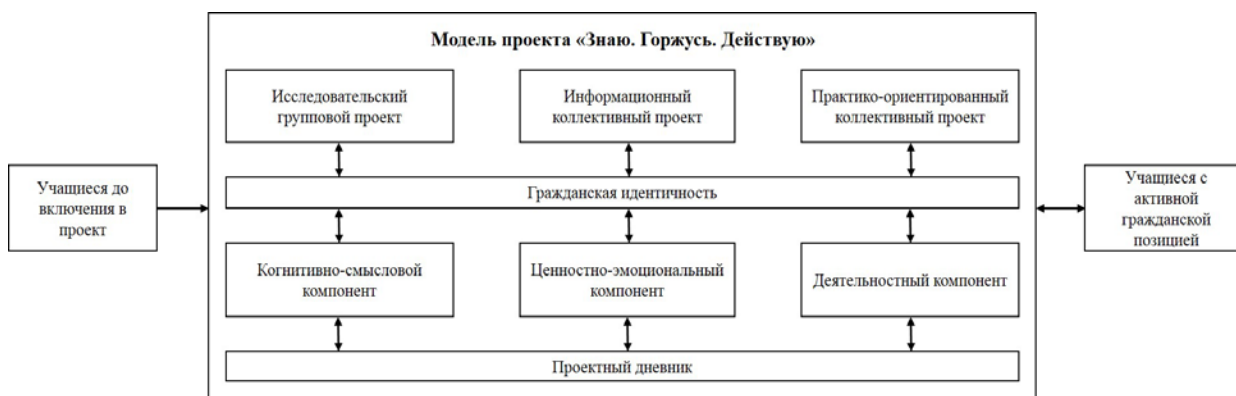 Модель проекта «Знаю. Горжусь. Действую»
Исследовательский
групповой проект
Информационный
коллективный проект
Практико-ориентированный
коллективный проект
Учащиеся до
включения в
проект
Гражданская идентичность
Учащиеся с
активной
гражданской
позицией
Когнитивно-смысловой
компонент
Ценностно-эмоциональный
компонент
Деятельностный компонент
Проектный дневник